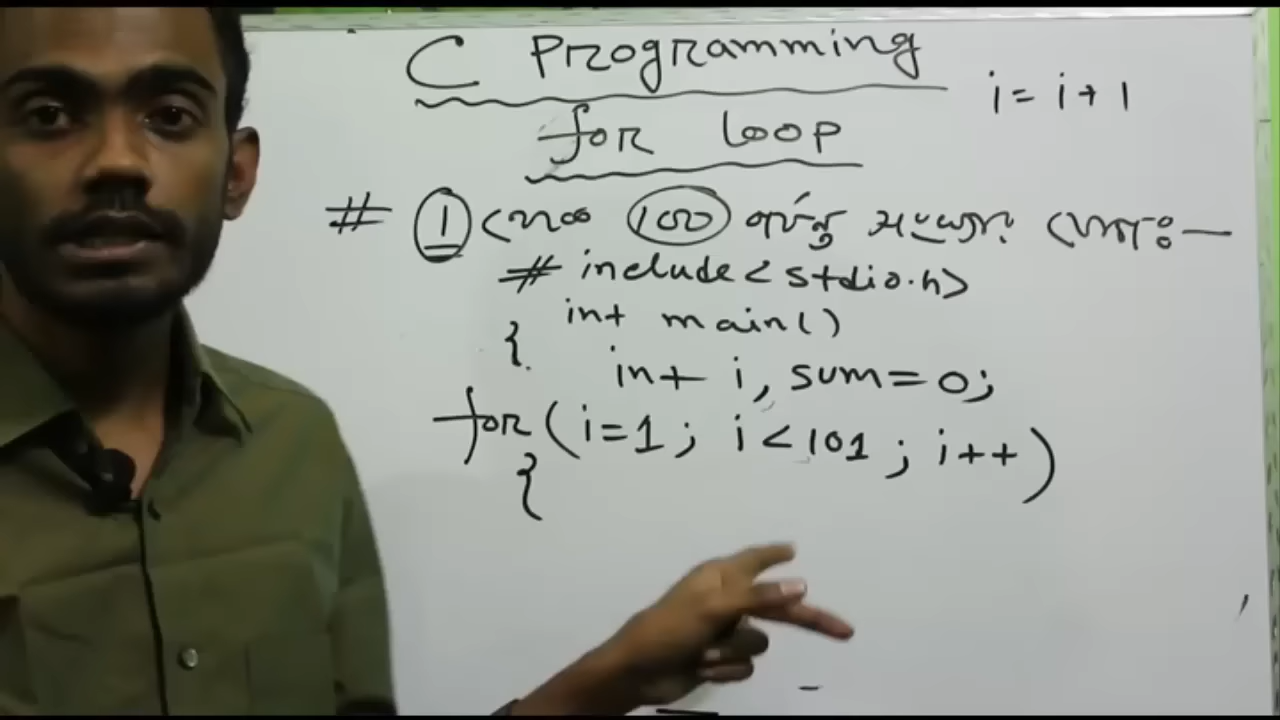 C Programming
i = i + 1
for loop
# 1 থেকে 100 পর্যন্ত
# include < stdio.h>
int main()
{
int i, sum = 0;
for (i=1; i < 101; i++)
{